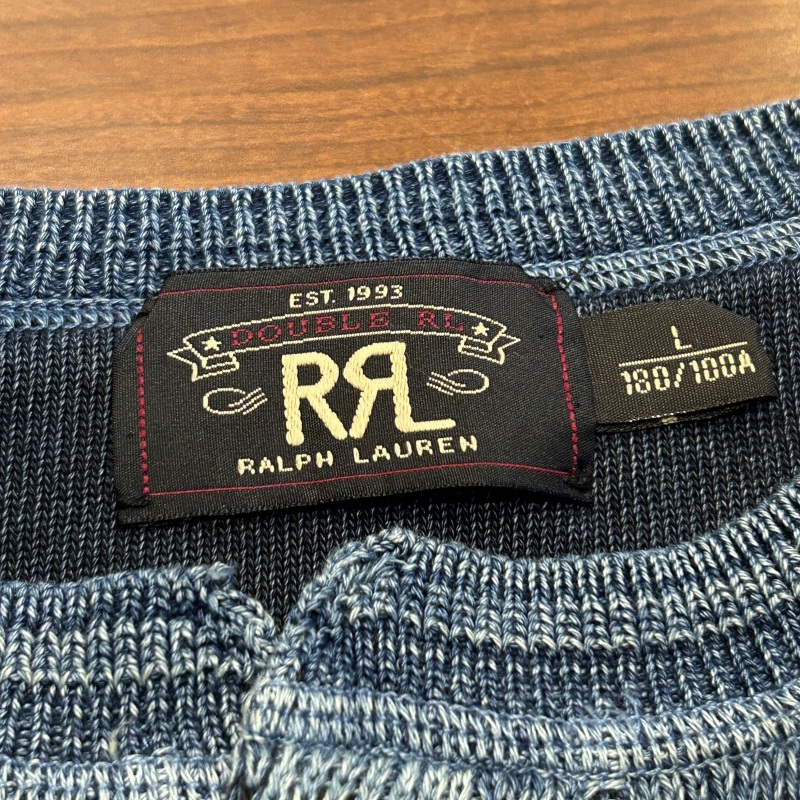 EST. 1993
DOUBLE RL
RRL
RALPH LAUREN
L
180/100A